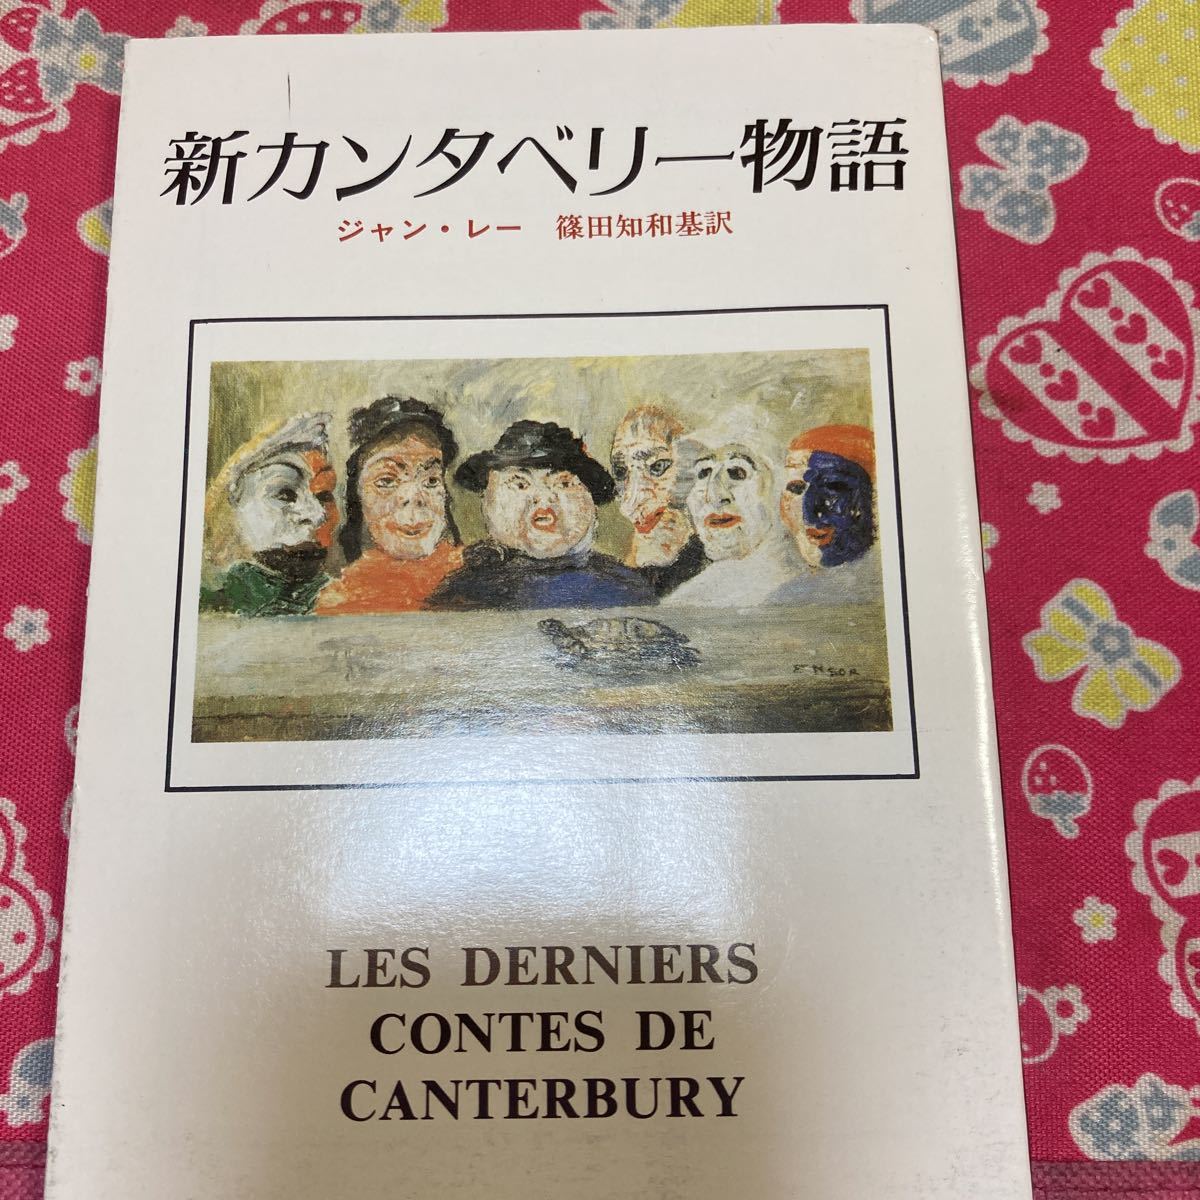 新カンタベリー物語
ジャン・レー　篠田知和基訳
ENSOR
LES DERNIERS
CONTES DE
CANTERBURY